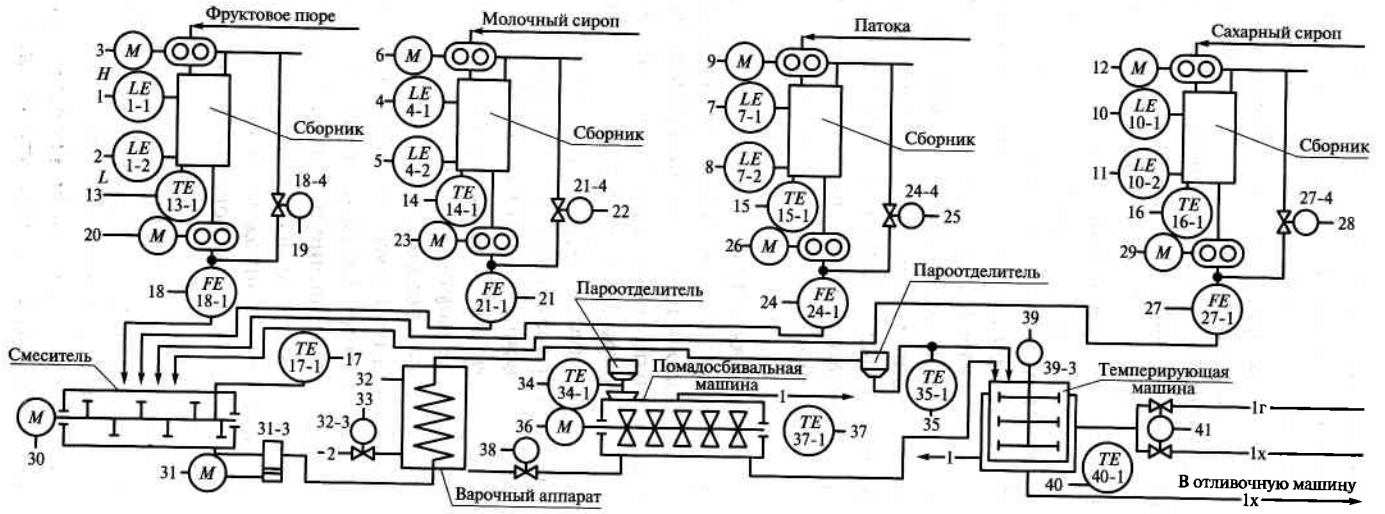 Фруктовое пюре
Молочный сироп
Патока
Сахарный сироп
3
M
6
M
9
M
12
M
H
1
LE
1-1
4
LE
4-1
7
LE
7-1
10
LE
10-1
Сборник
Сборник
Сборник
Сборник
2
LE
1-2
L
5
LE
4-2
8
LE
7-2
11
LE
10-2
13
TE
13-1
18-4
14
TE
14-1
21-4
15
TE
15-1
24-4
16
TE
16-1
27-4
20
M
19
23
M
22
26
M
25
29
M
28
18
FE
18-1
FE
21-1
21
24
FE
24-1
27
FE
27-1
Пароотделитель
Пароотделитель
39
Смеситель
TE
17-1
17
32
33
34
TE
34-1
Помадосбивальная
машина
1
TE
35-1
35
39-3
Темперирующая
машина
1г
M
30
31-3
32-3
2
36
M
38
TE
37-1
37
41
31
M
1
1х
40
TE
40-1
Варочный аппарат
В отливочную машину
1х